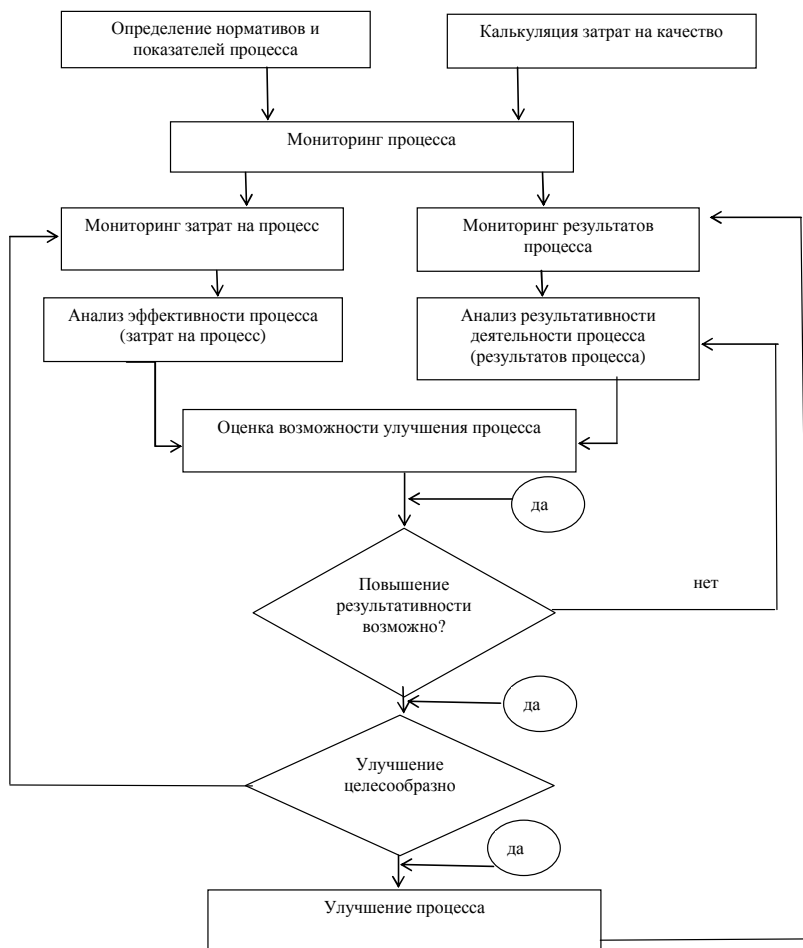 Определение нормативов и
показателей процесса
Калькуляция затрат на качество
Мониторинг процесса
Мониторинг затрат на процесс
Мониторинг результатов
процесса
Анализ эффективности процесса
(затрат на процесс)
Анализ результативности
деятельности процесса
(результатов процесса)
Оценка возможности улучшения процесса
да
Повышение
результативности
возможно?
нет
да
Улучшение
целесообразно
да
Улучшение процесса